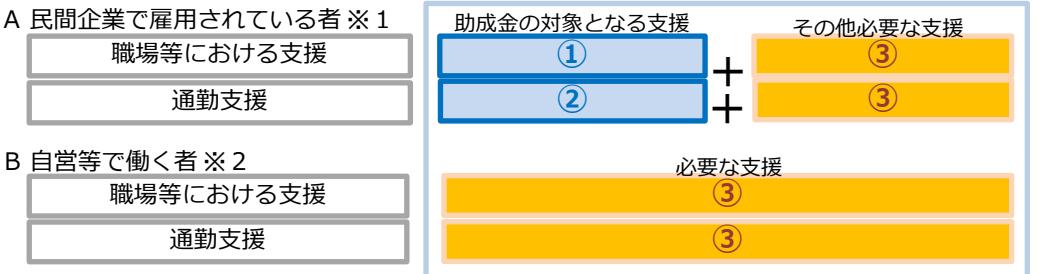 A 民間企業で雇用されている者※1
助成金の対象となる支援
その他必要な支援
職場等における支援
①
+
③
通勤支援
②
+
③
B 自営等で働く者※2
必要な支援
職場等における支援
③
通勤支援
③